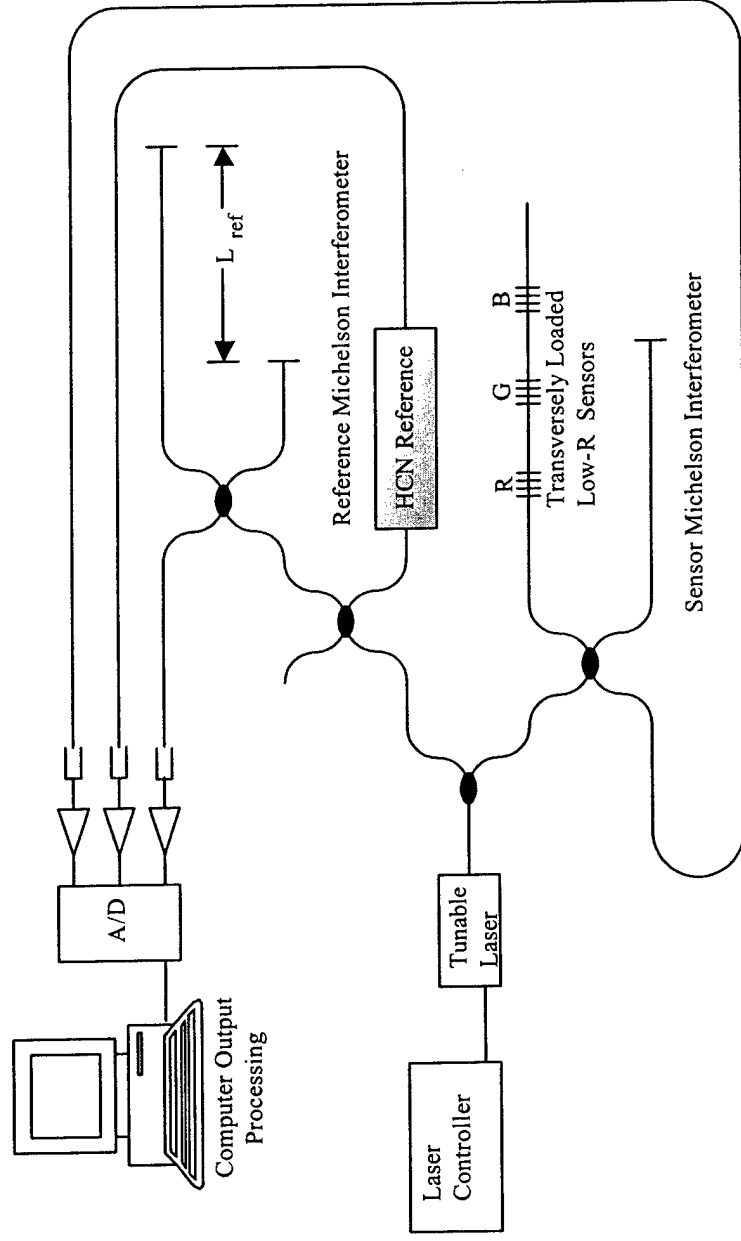 A/D
Computer Output
Processing
L ref
Reference Michelson Interferometer
HCN Reference
R G B
Transversely Loaded
Low-R Sensors
Tunable
Laser
Laser
Controller
Sensor Michelson Interferometer